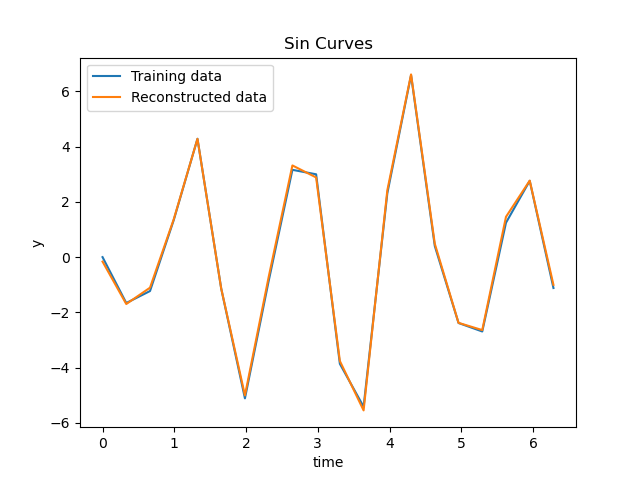 Sin Curves
Training data
Reconstructed data
6
4
2
0
−2
−4
−6
y
0 1 2 3 4 5 6
time